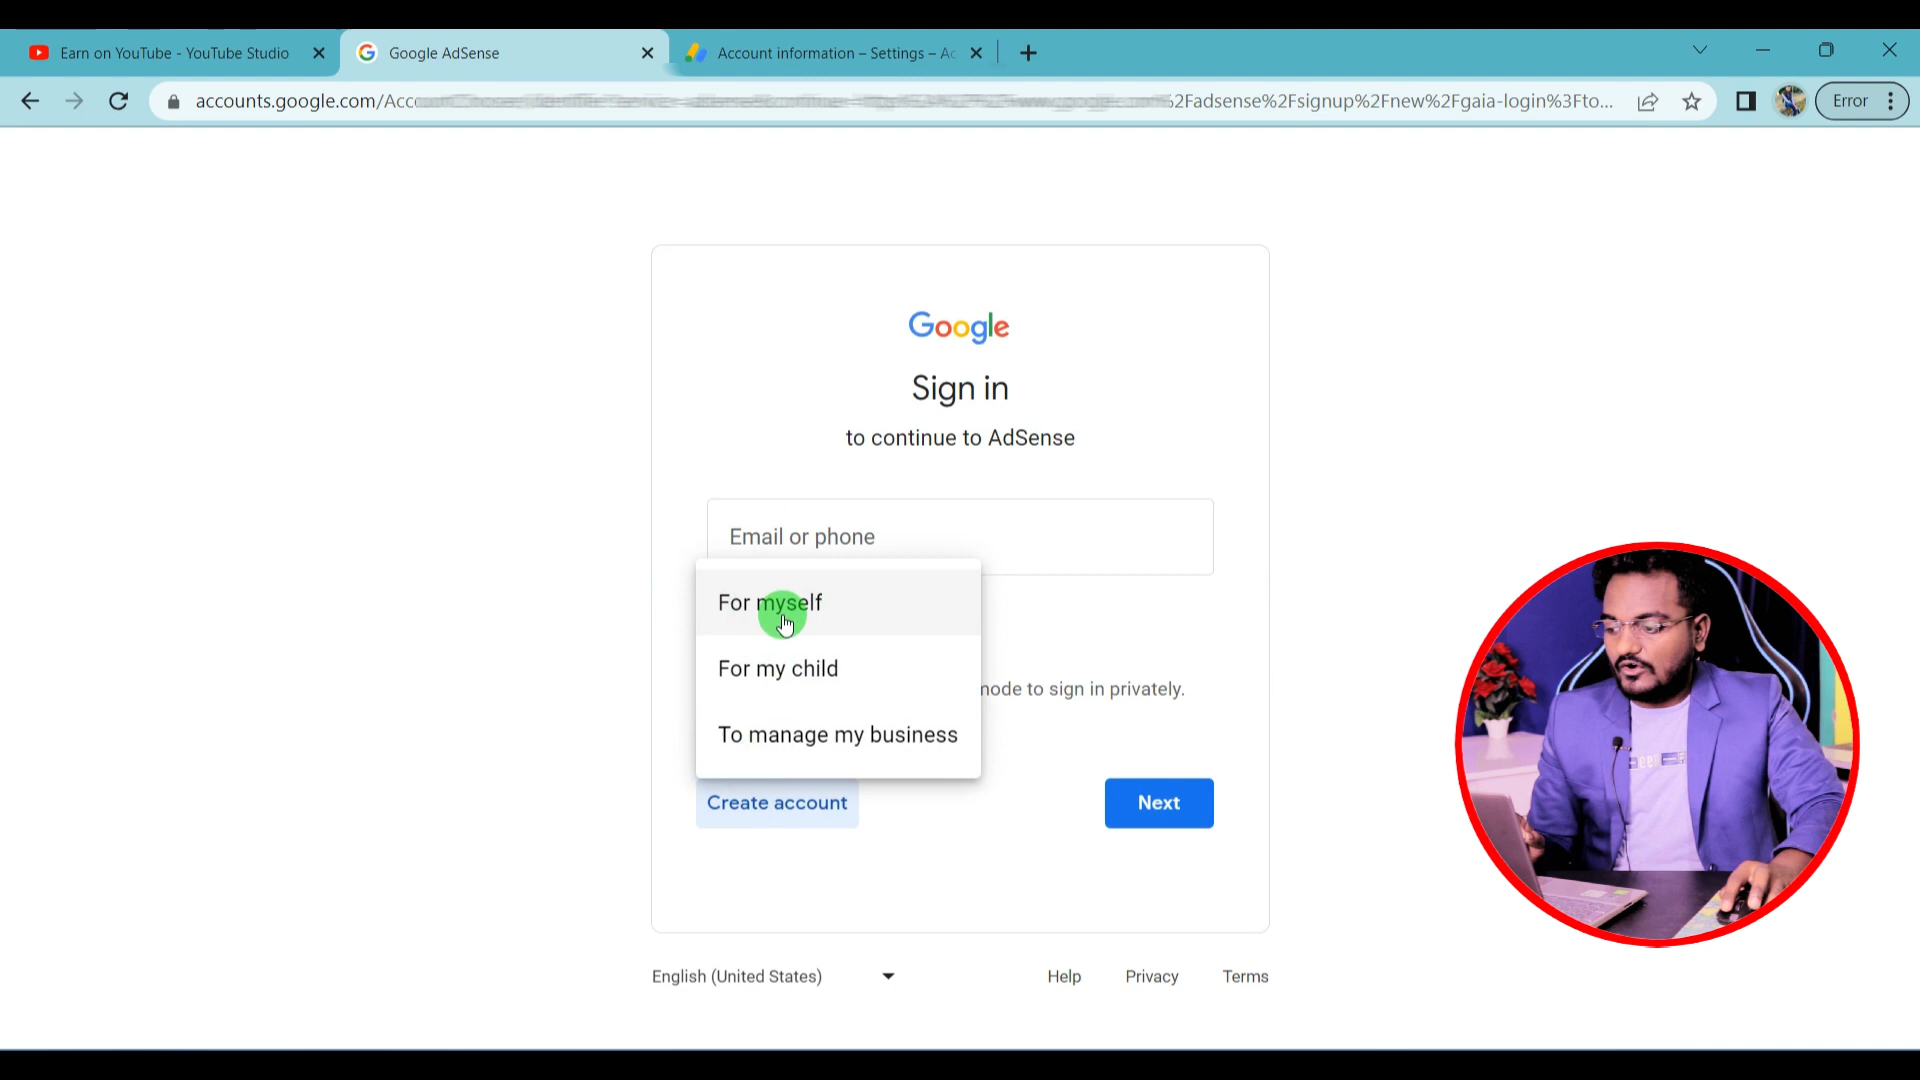 Earn on YouTube - YouTube Studio
Google AdSense
Account information – Settings – Ac
accounts.google.com/Acc
%2Fadsense%2Fsignup%2Fnew%2Fgaia-login%3Fto...
Error
Google
Sign in
to continue to AdSense
Email or phone
For myself
For my child
mode to sign in privately.
To manage my business
Create account
Next
English (United States)
Help
Privacy
Terms